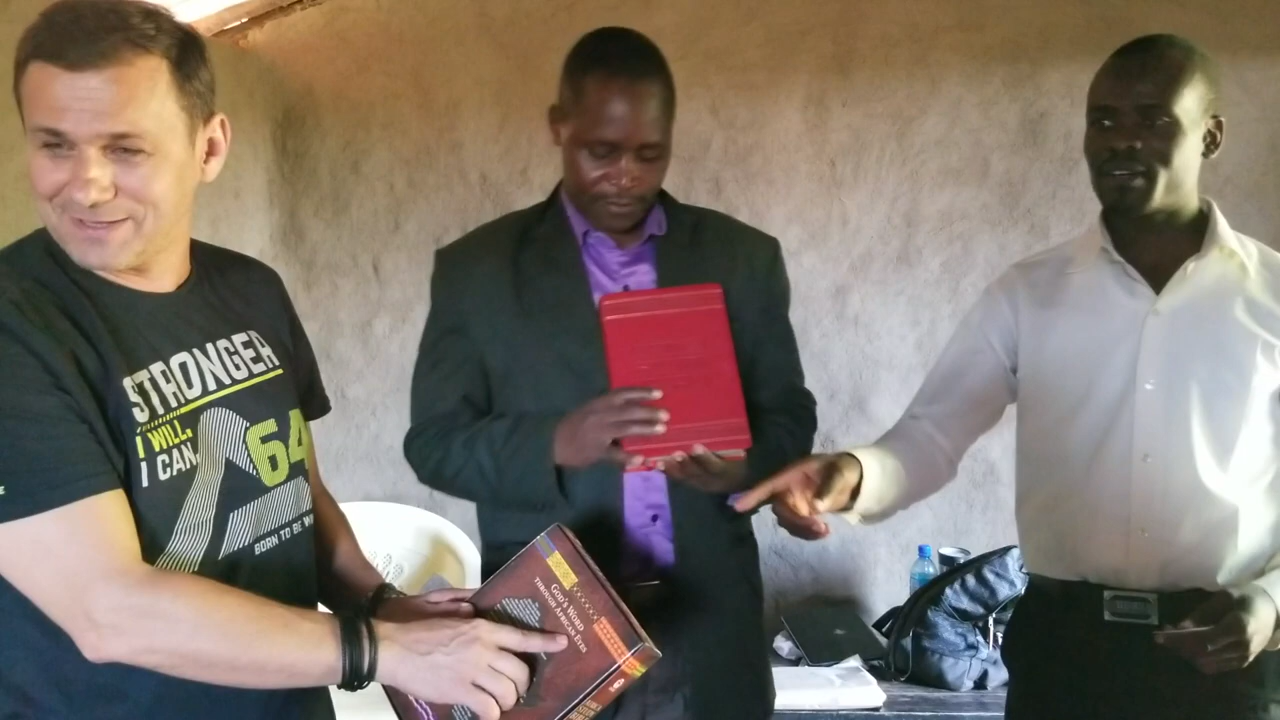 STRONGER
I WILL.
I CAN.
64
BORN TO BE
GOD'S WORD
THROUGH AFRICAN EYES